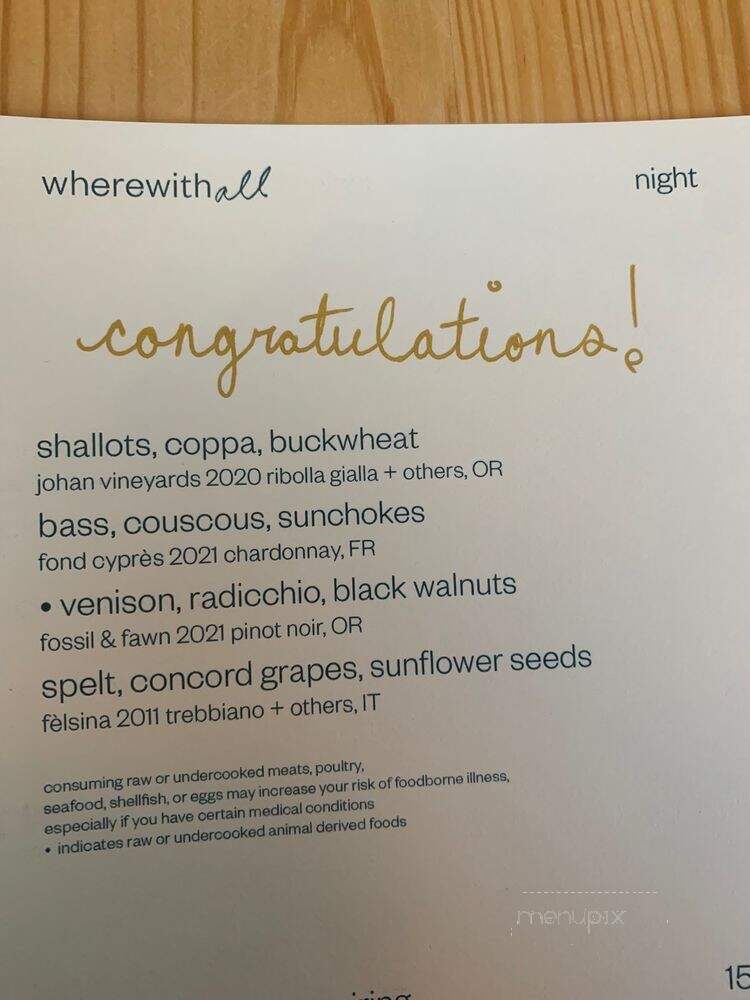 wherewithall
night
congratulations!
shallots, coppa, buckwheat
johan vineyards 2020 ribolla gialla + others, OR
bass, couscous, sunchokes
fond cyprès 2021 chardonnay, FR
• venison, radicchio, black walnuts
fossil & fawn 2021 pinot noir, OR
spelt, concord grapes, sunflower seeds
fèlsina 2011 trebbiano + others, IT
consuming raw or undercooked meats, poultry,
seafood, shellfish, or eggs may increase your risk of foodborne illness,
especially if you have certain medical conditions
• indicates raw or undercooked animal derived foods
menupix
15